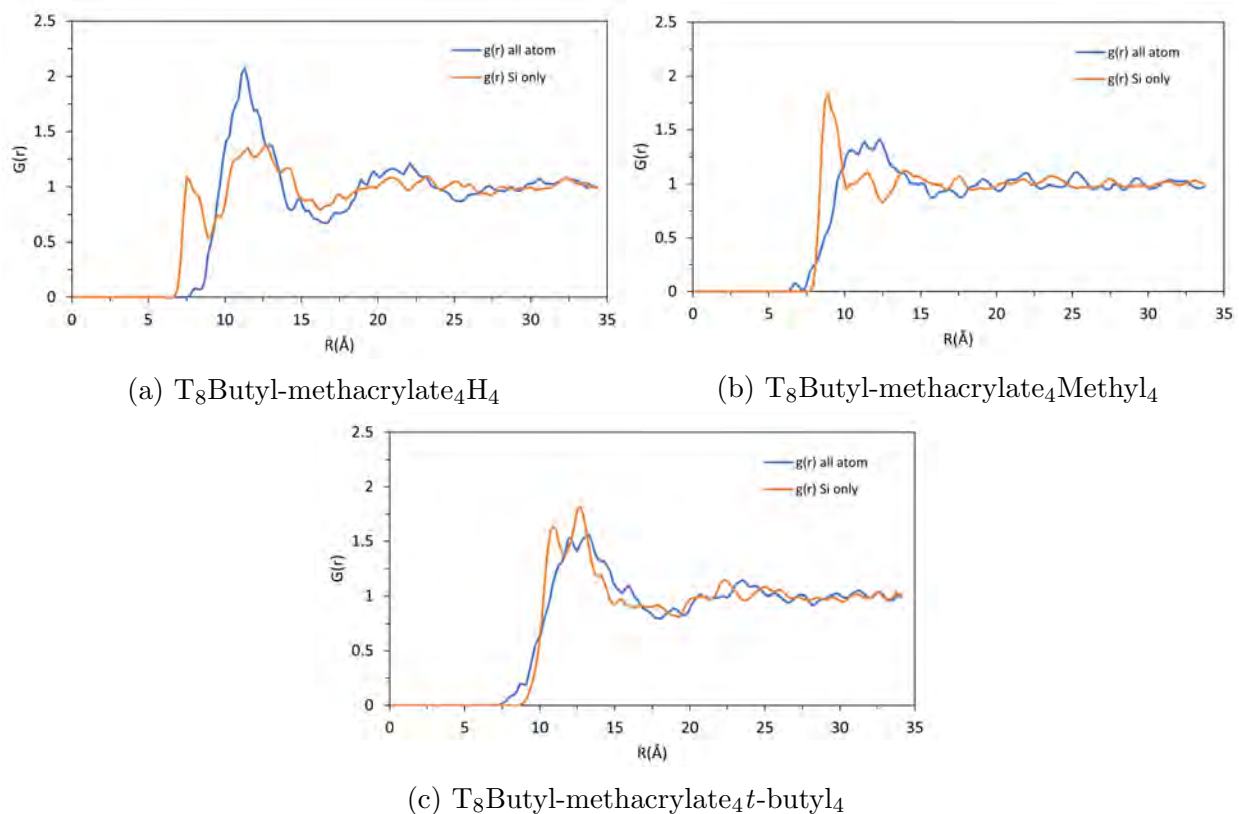 2.5
2
1.5
1
0.5
0
G(r)
g(r) all atom
g(r) Si only
0 5 10 15 20 25 30 35
R(Å)
(a) T₈Butyl-methacrylate₄H₄
2.5
2
1.5
1
0.5
0
G(r)
g(r) all atom
g(r) Si only
0 5 10 15 20 25 30 35
R(Å)
(b) T₈Butyl-methacrylate₄Methyl₄
2.5
2
1.5
1
0.5
0
G(r)
g(r) all atom
g(r) Si only
0 5 10 15 20 25 30 35
R(Å)
(c) T₈Butyl-methacrylate₄t-butyl₄